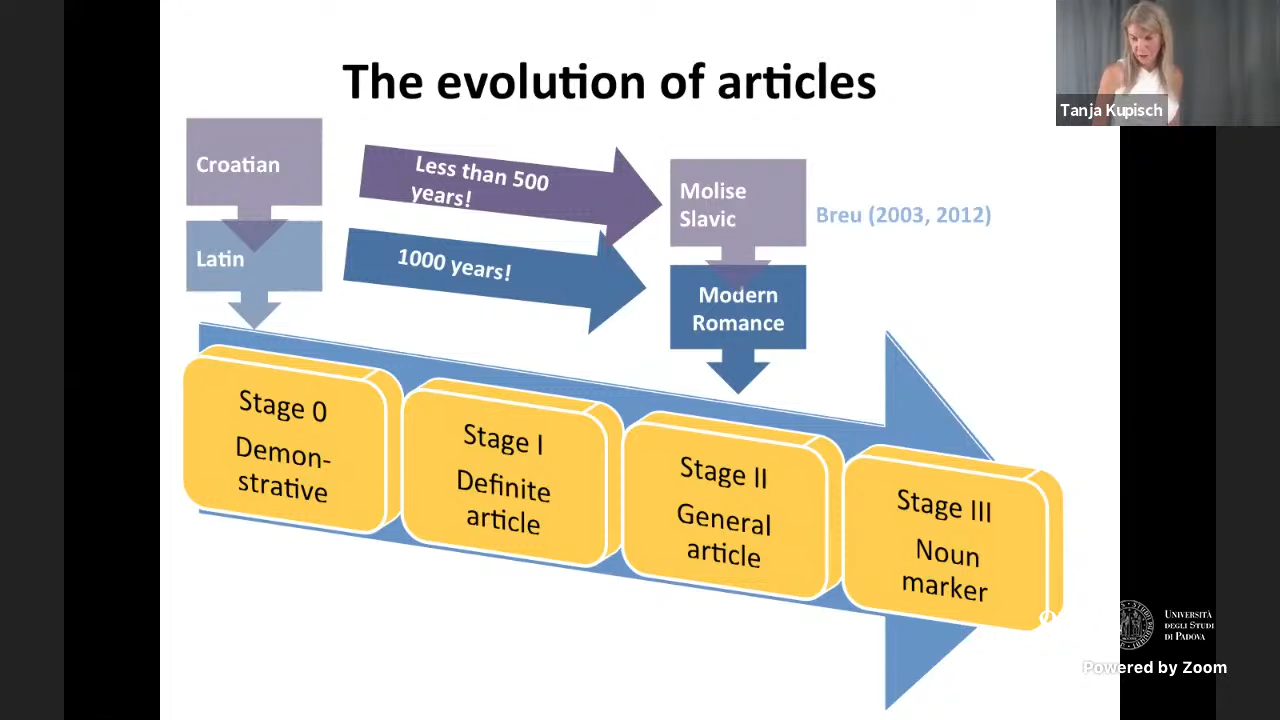 The evolution of articles
Tanja Kupisch
Croatian
Less than 500
years!
Molise
Slavic
Breu (2003, 2012)
Latin
1000 years!
Modern
Romance
Stage 0
Demon-
strative
Stage I
Definite
article
Stage II
General
article
Stage III
Noun
marker
UNIVERSITÀ
DEGLI STUDI
DI PADOVA
Powered by Zoom